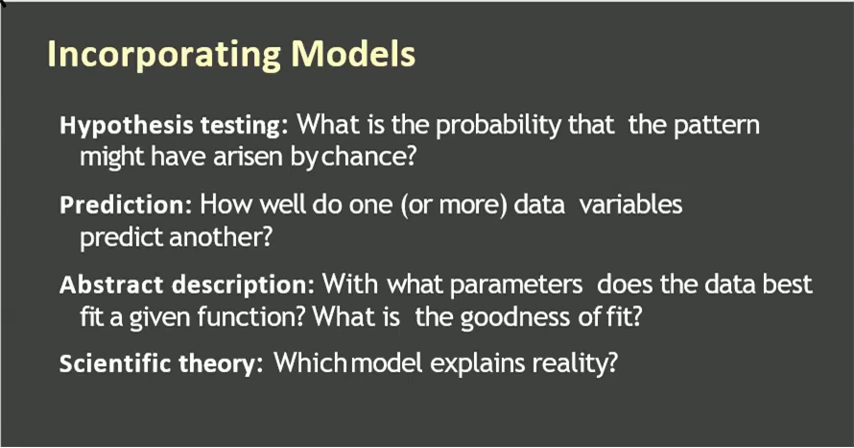 Incorporating Models
Hypothesis testing: What is the probability that the pattern
might have arisen by chance?
Prediction: How well do one (or more) data variables
predict another?
Abstract description: With what parameters does the data best
fit a given function? What is the goodness of fit?
Scientific theory: Which model explains reality?